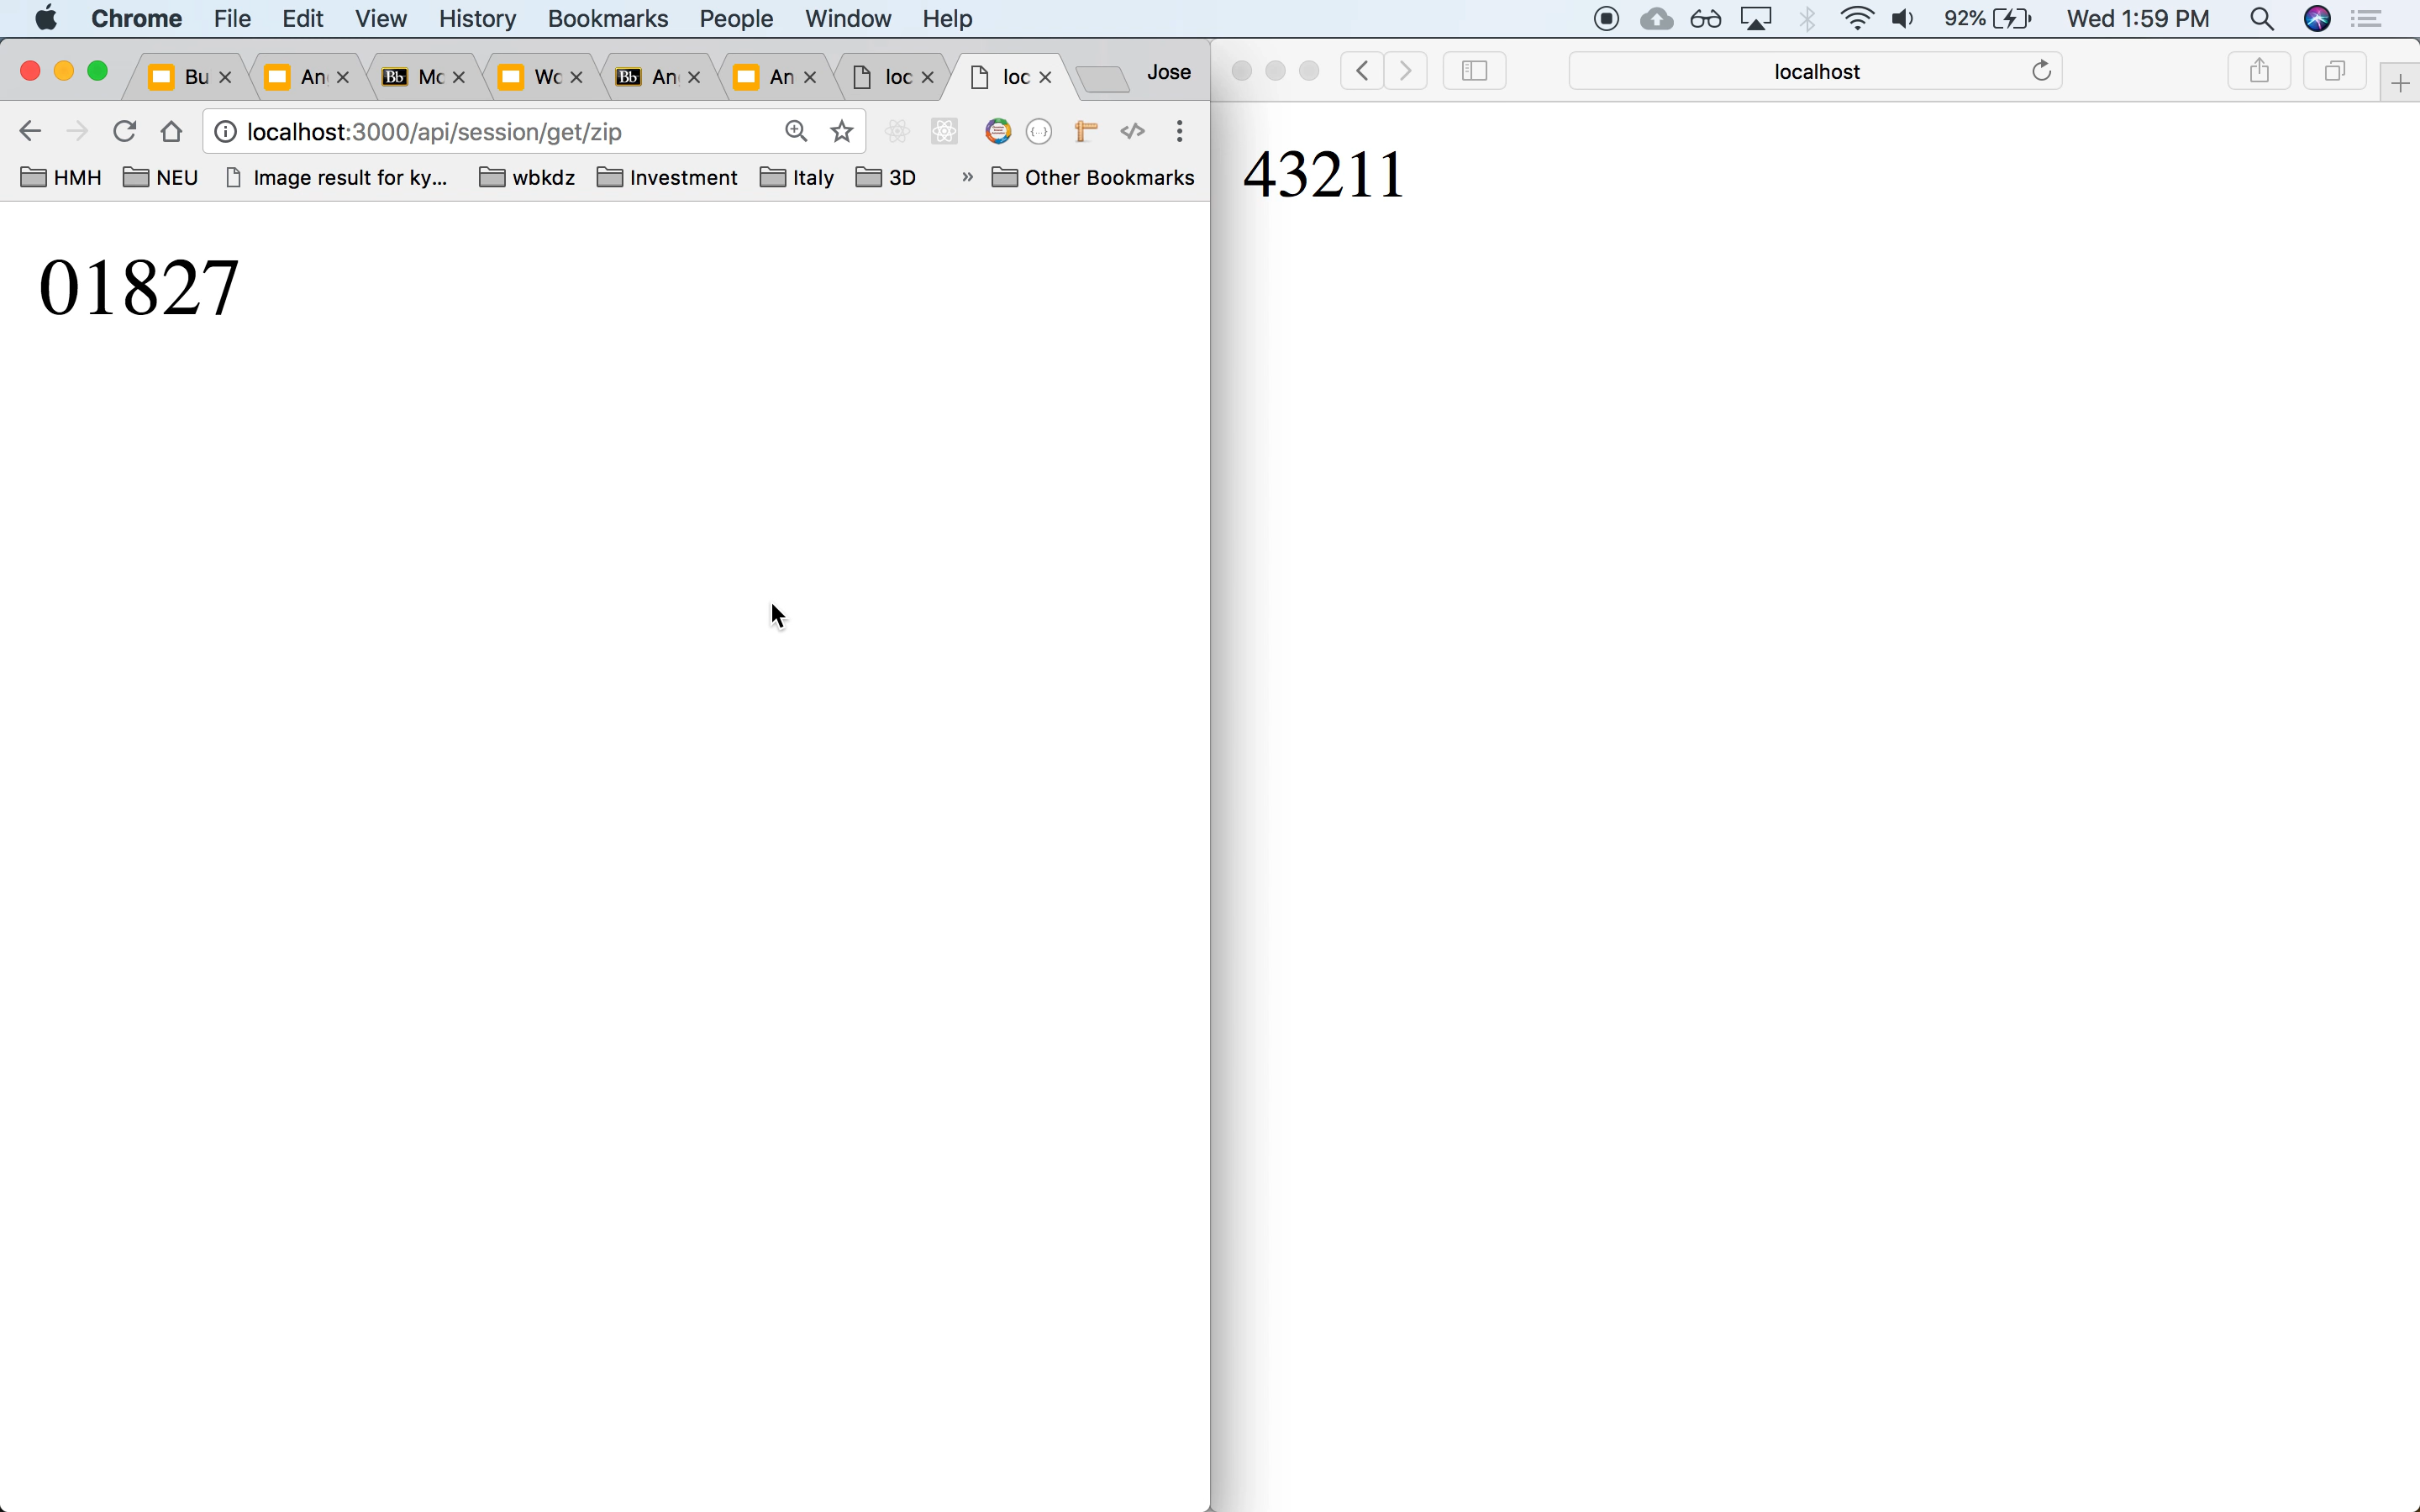 Chrome File Edit View History Bookmarks People Window Help 92% Wed 1:59 PM
Bu An Bb Mc Wc Bb An An loc loc Jose
localhost
localhost:3000/api/session/get/zip
HMH NEU Image result for ky... wbkdz Investment Italy 3D » Other Bookmarks
01827
43211